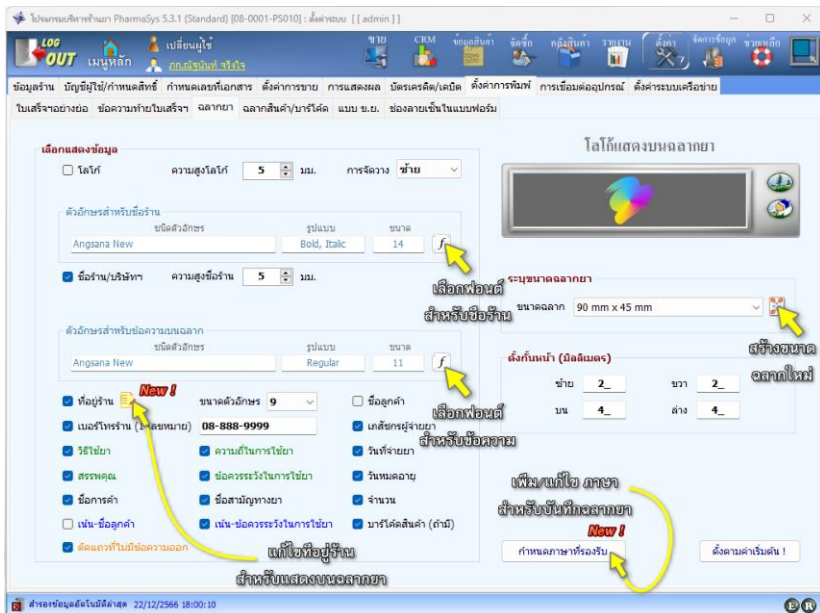 โปรแกรมบริหารร้านยา PharmaSys 5.3.1 (Standard) [08-0001-PS010] : ตั้งค่าระบบ [[ admin ]]
LOG OUT เมนูหลัก เปลี่ยนผู้ใช้ ขาย CRM ข้อมูลสินค้า จัดซื้อ คลังสินค้า รายงาน ตั้งค่า จัดการข้อมูล ช่วยเหลือ
ข้อมูลร้าน บัญชีผู้ใช้/กำหนดสิทธิ์ กำหนดเลขที่เอกสาร ตั้งค่าการขาย การแสดงผล บัตรเครดิต/เดบิต ตั้งค่าการพิมพ์ การเชื่อมต่ออุปกรณ์ ตั้งค่าระบบเครือข่าย
ใบเสร็จฯอย่างย่อ ข้อความท้ายใบเสร็จฯ ฉลากยา ฉลากสินค้า/บาร์โค้ด แบบ ข.ย. ช่องลายเซ็นในแบบฟอร์ม
เลือกแสดงข้อมูล
โลโก้ ความสูงโลโก้ 5 มม. การจัดวาง ซ้าย
ตัวอักษรสำหรับชื่อร้าน
ชนิดตัวอักษร รูปแบบ ขนาด
Angsana New Bold, Italic 14 f
ชื่อร้าน/บริษัทฯ ความสูงชื่อร้าน 5 มม.
เลือกฟอนต์
สำหรับชื่อร้าน
ตัวอักษรสำหรับข้อความบนฉลาก
ชนิดตัวอักษร รูปแบบ ขนาด
Angsana New Regular 11 f
เลือกฟอนต์
สำหรับข้อความ
ที่อยู่ร้าน New ! ขนาดตัวอักษร 9 ชื่อลูกค้า
เบอร์โทรร้าน 08-888-9999 เภสัชกรผู้จ่ายยา
วิธีใช้ยา ความถี่ในการใช้ยา วันที่จ่ายยา
สรรพคุณ ข้อควรระวังในการใช้ยา วันหมดอายุ
ชื่อการค้า ชื่อสามัญทางยา จำนวน
เน้น-ชื่อลูกค้า เน้น-ข้อควรระวังในการใช้ยา บาร์โค้ดสินค้า (ถ้ามี)
ตัดแถวที่ไม่มีข้อความออก
แก้ไขที่อยู่ร้าน
สำหรับแสดงบนฉลากยา
โลโก้แสดงบนฉลากยา
ระบุขนาดฉลากยา
ขนาดฉลาก 90 mm x 45 mm
สร้างขนาด
ฉลากใหม่
ตั้งกั้นหน้า (มิลลิเมตร)
ซ้าย 2_ ขวา 2_
บน 4_ ล่าง 4_
เพิ่ม/แก้ไข ภาษา
สำหรับบันทึกฉลากยา
New !
กำหนดภาษาที่รองรับ ตั้งตามค่าเริ่มต้น !
สำรองข้อมูลอัตโนมัติล่าสุด 22/12/2566 18:00:10 E R